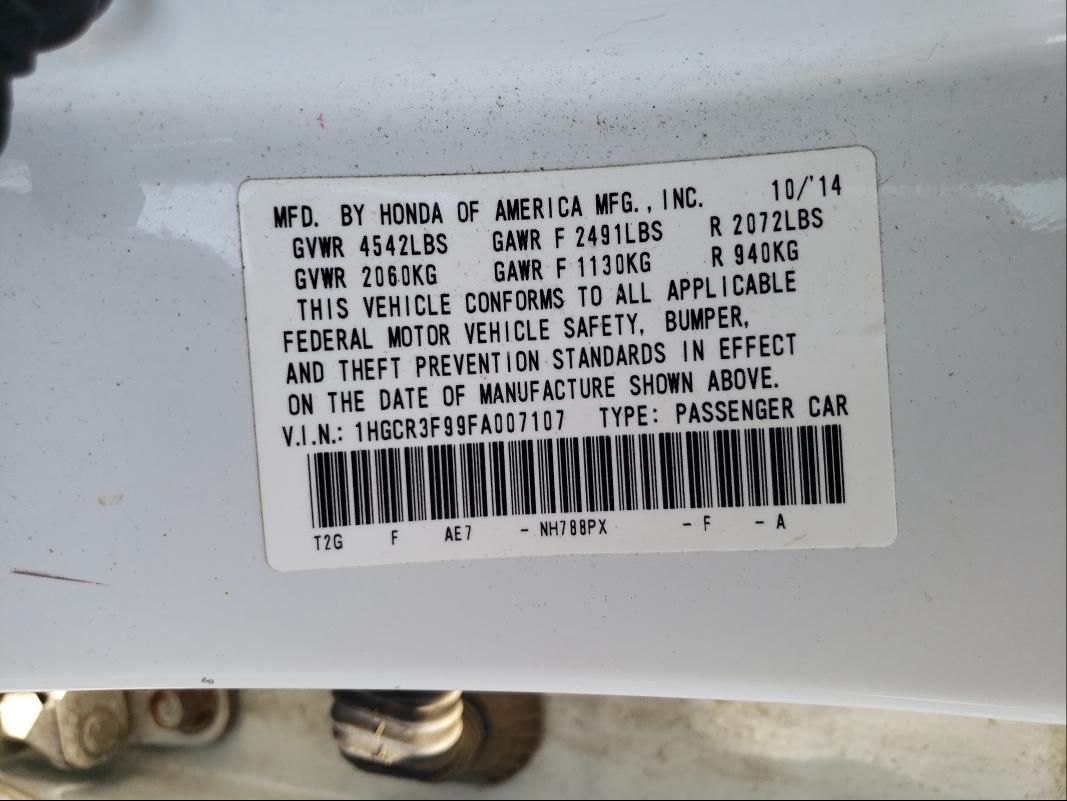 MFD. BY HONDA OF AMERICA MFG., INC. 10/'14
GVWR 4542LBS GAWR F 2491LBS R 2072LBS
GVWR 2060KG GAWR F 1130KG R 940KG
THIS VEHICLE CONFORMS TO ALL APPLICABLE
FEDERAL MOTOR VEHICLE SAFETY, BUMPER,
AND THEFT PREVENTION STANDARDS IN EFFECT
ON THE DATE OF MANUFACTURE SHOWN ABOVE.
V.I.N.: 1HGCR3F99FA007107 TYPE: PASSENGER CAR
T2G F AE7 - NH788PX - F - A